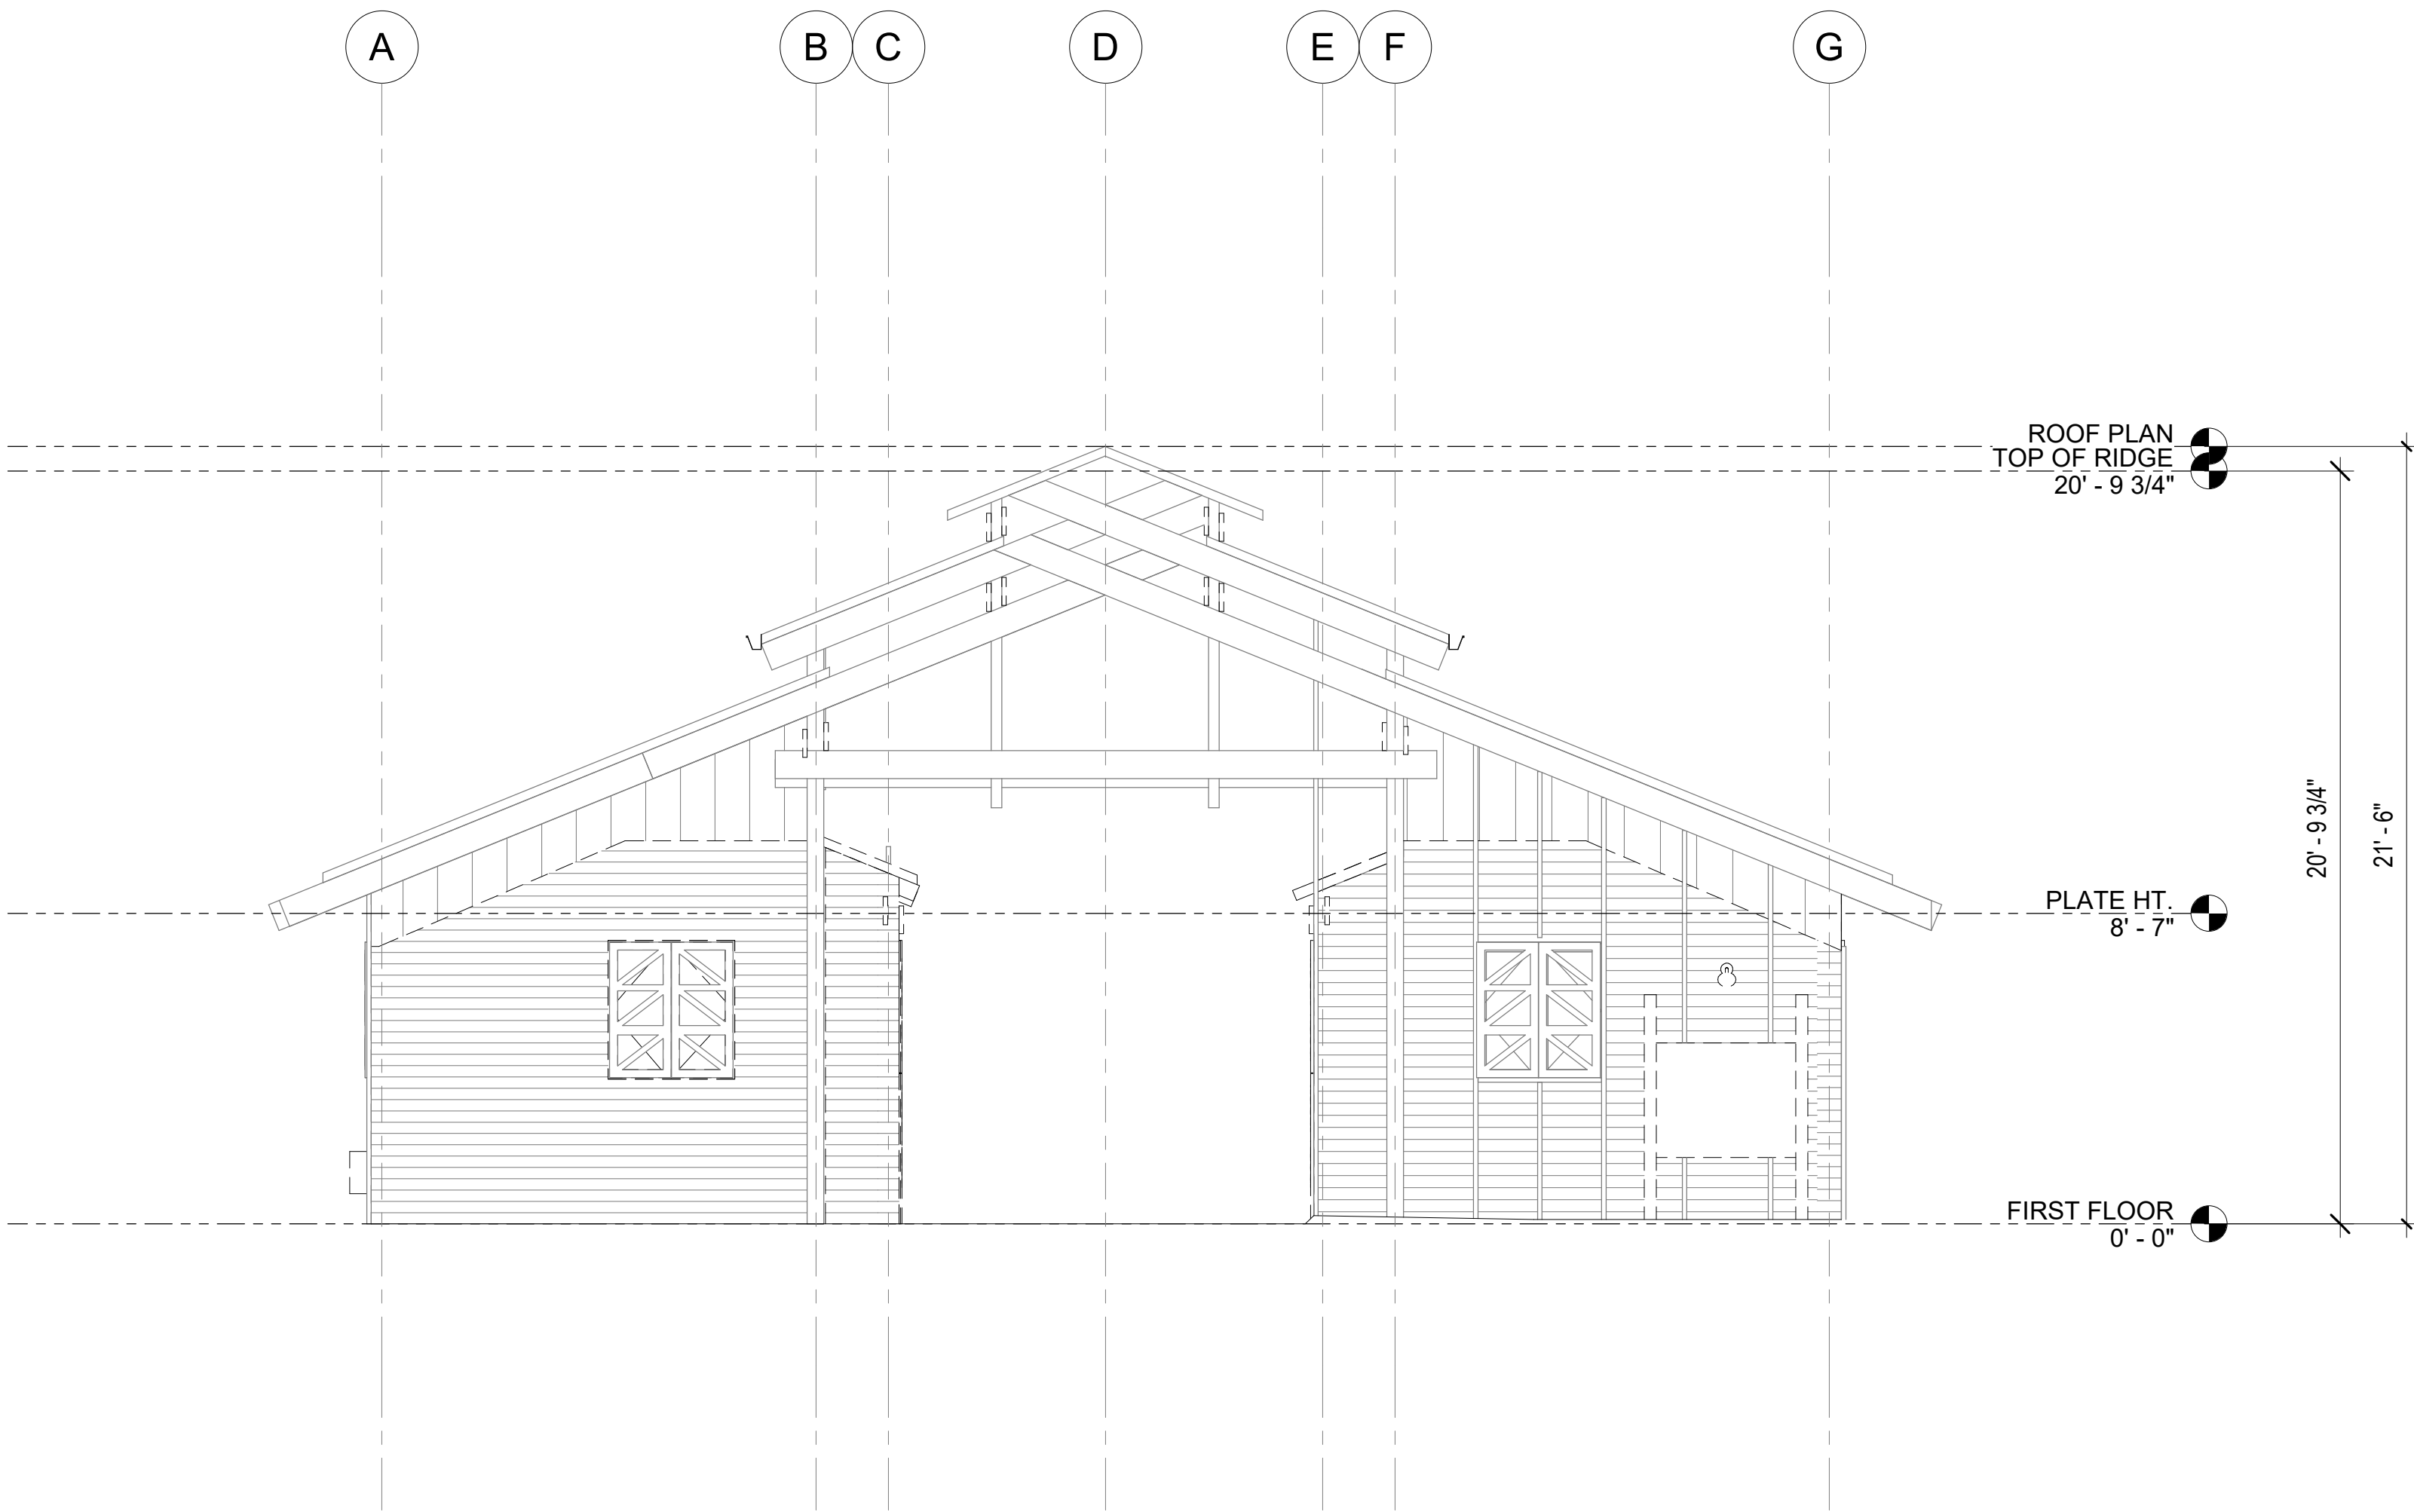 A
B
C
D
E
F
G
ROOF PLAN
TOP OF RIDGE
20' - 9 3/4"
PLATE HT.
8' - 7"
20' - 9 3/4"
21' - 6"
FIRST FLOOR
0' - 0"